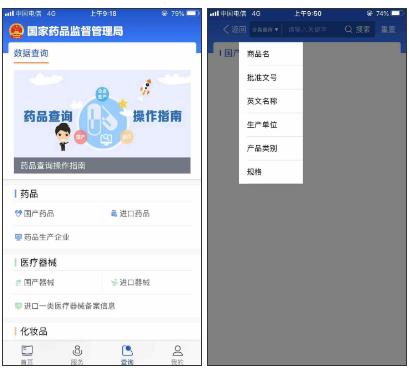 中国电信 4G 上午9:18 79%
国家药品监督管理局
数据查询
药品查询 操作指南
药品查询操作指南
药品
国产药品 进口药品
药品生产企业
医疗器械
国产器械 进口器械
进口一类医疗器械备案信息
化妆品
首页 服务 查询 我的
中国电信 4G 上午9:50 74%
返回 请输入关键字 搜索 重置
国产
商品名
批准文号
英文名称
生产单位
产品类别
规格